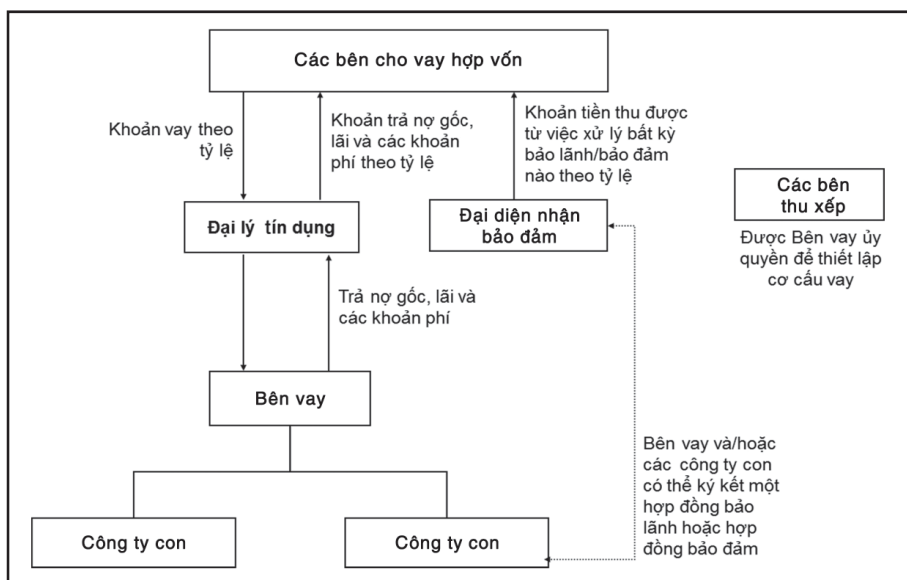 Các bên cho vay hợp vốn
Khoản vay theo
tỷ lệ
Khoản trả nợ gốc,
lãi và các khoản
phí theo tỷ lệ
Khoản tiền thu được
từ việc xử lý bất kỳ
bảo lãnh/bảo đảm
nào theo tỷ lệ
Các bên
thu xếp
Được Bên vay ủy
quyền để thiết lập
cơ cấu vay
Đại lý tín dụng
Đại diện nhận
bảo đảm
Trả nợ gốc, lãi và
các khoản phí
Bên vay
Bên vay và/hoặc
các công ty con
có thể ký kết một
hợp đồng bảo
lãnh hoặc hợp
đồng bảo đảm
Công ty con
Công ty con